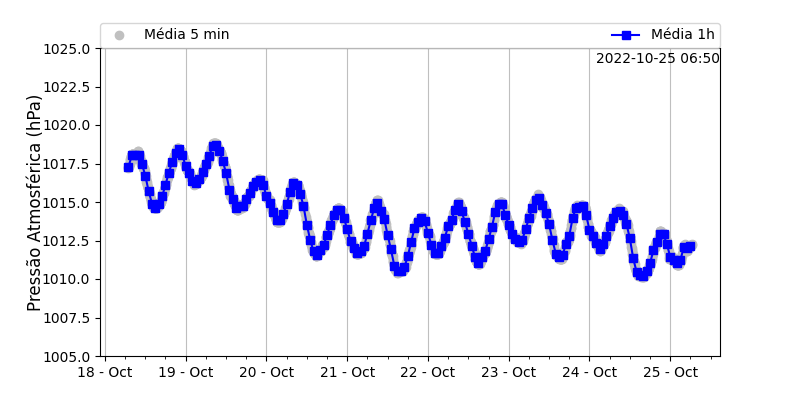 Média 5 min
Média 1h
2022-10-25 06:50
Pressão Atmosférica (hPa)
1025.0
1022.5
1020.0
1017.5
1015.0
1012.5
1010.0
1007.5
1005.0
18 - Oct
19 - Oct
20 - Oct
21 - Oct
22 - Oct
23 - Oct
24 - Oct
25 - Oct